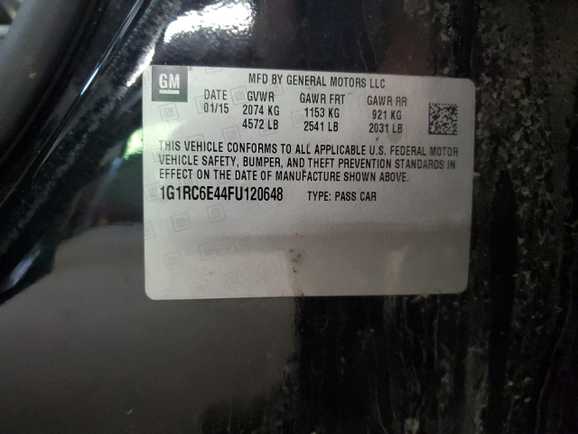 GM
MFD BY GENERAL MOTORS LLC
DATE GVWR GAWR FRT GAWR RR
01/15 2074 KG 1153 KG 921 KG
4572 LB 2541 LB 2031 LB
THIS VEHICLE CONFORMS TO ALL APPLICABLE U.S. FEDERAL MOTOR
VEHICLE SAFETY, BUMPER, AND THEFT PREVENTION STANDARDS IN
EFFECT ON THE DATE OF MANUFACTURE SHOWN ABOVE.
1G1RC6E44FU120648 TYPE: PASS CAR